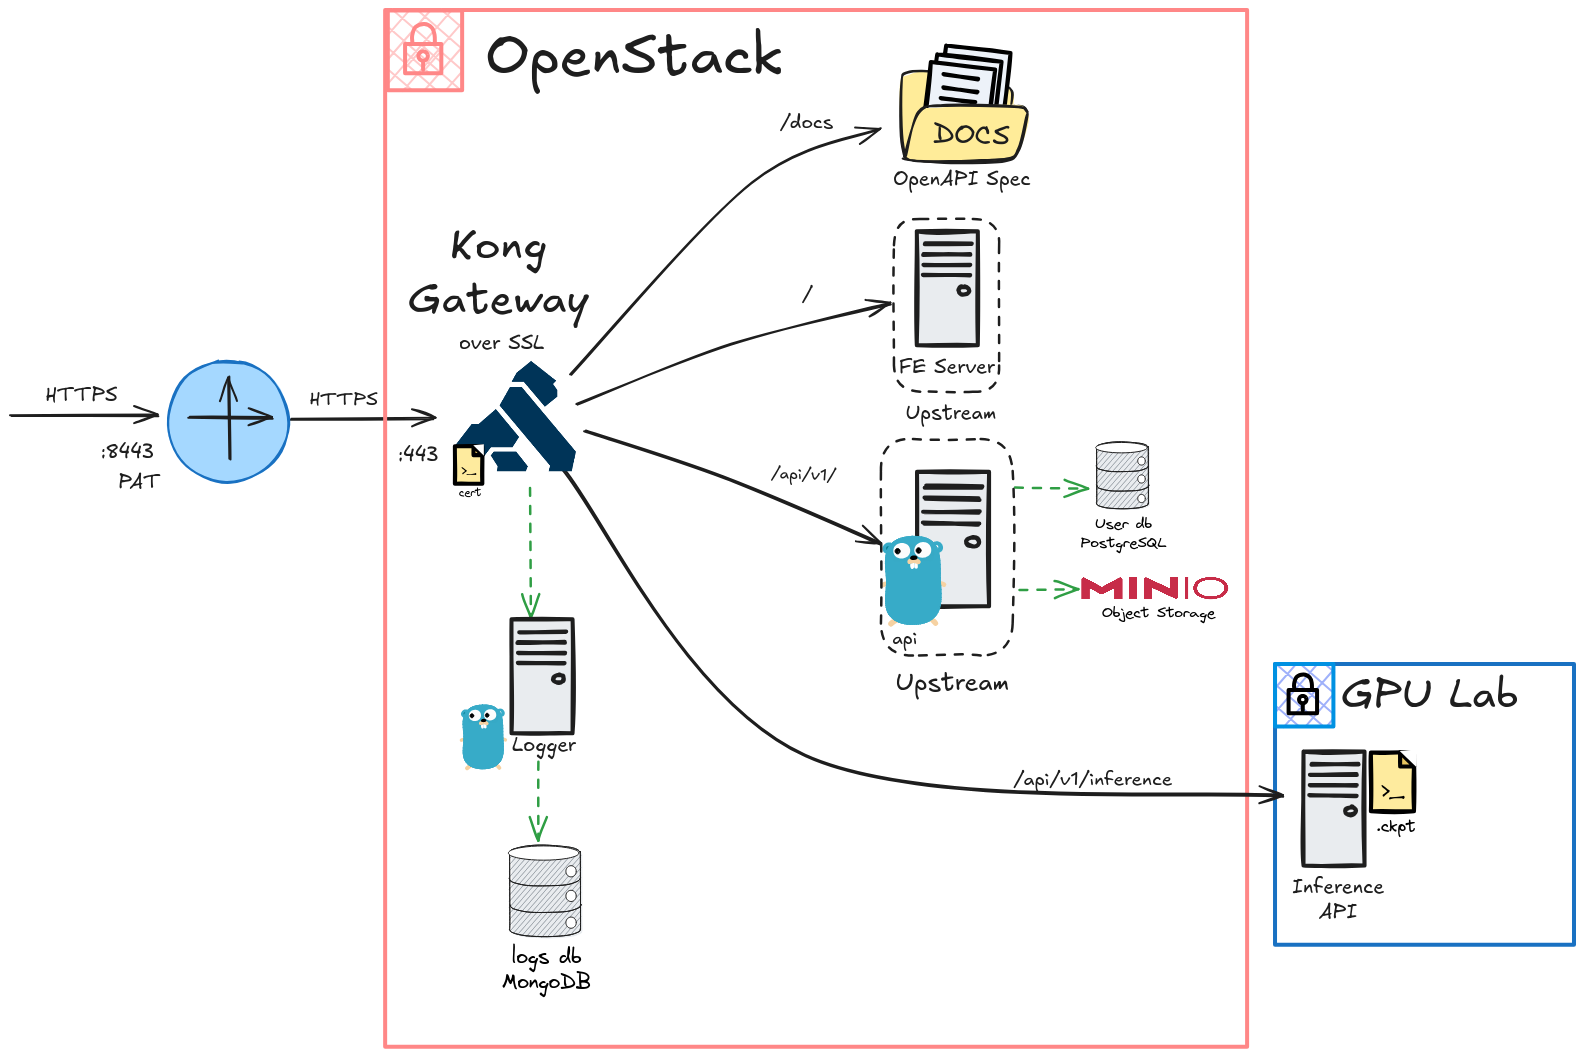 OpenStack
/docs
DOCS
OpenAPI Spec
Kong
Gateway
over SSL
/
FE Server
Upstream
HTTPS
:8443
PAT
HTTPS
:443
>_
cert
/api/v1/
api
Upstream
User db
PostgreSQL
MINIO
Object Storage
Logger
logs db
MongoDB
/api/v1/inference
GPU Lab
>_
.ckpt
Inference
API